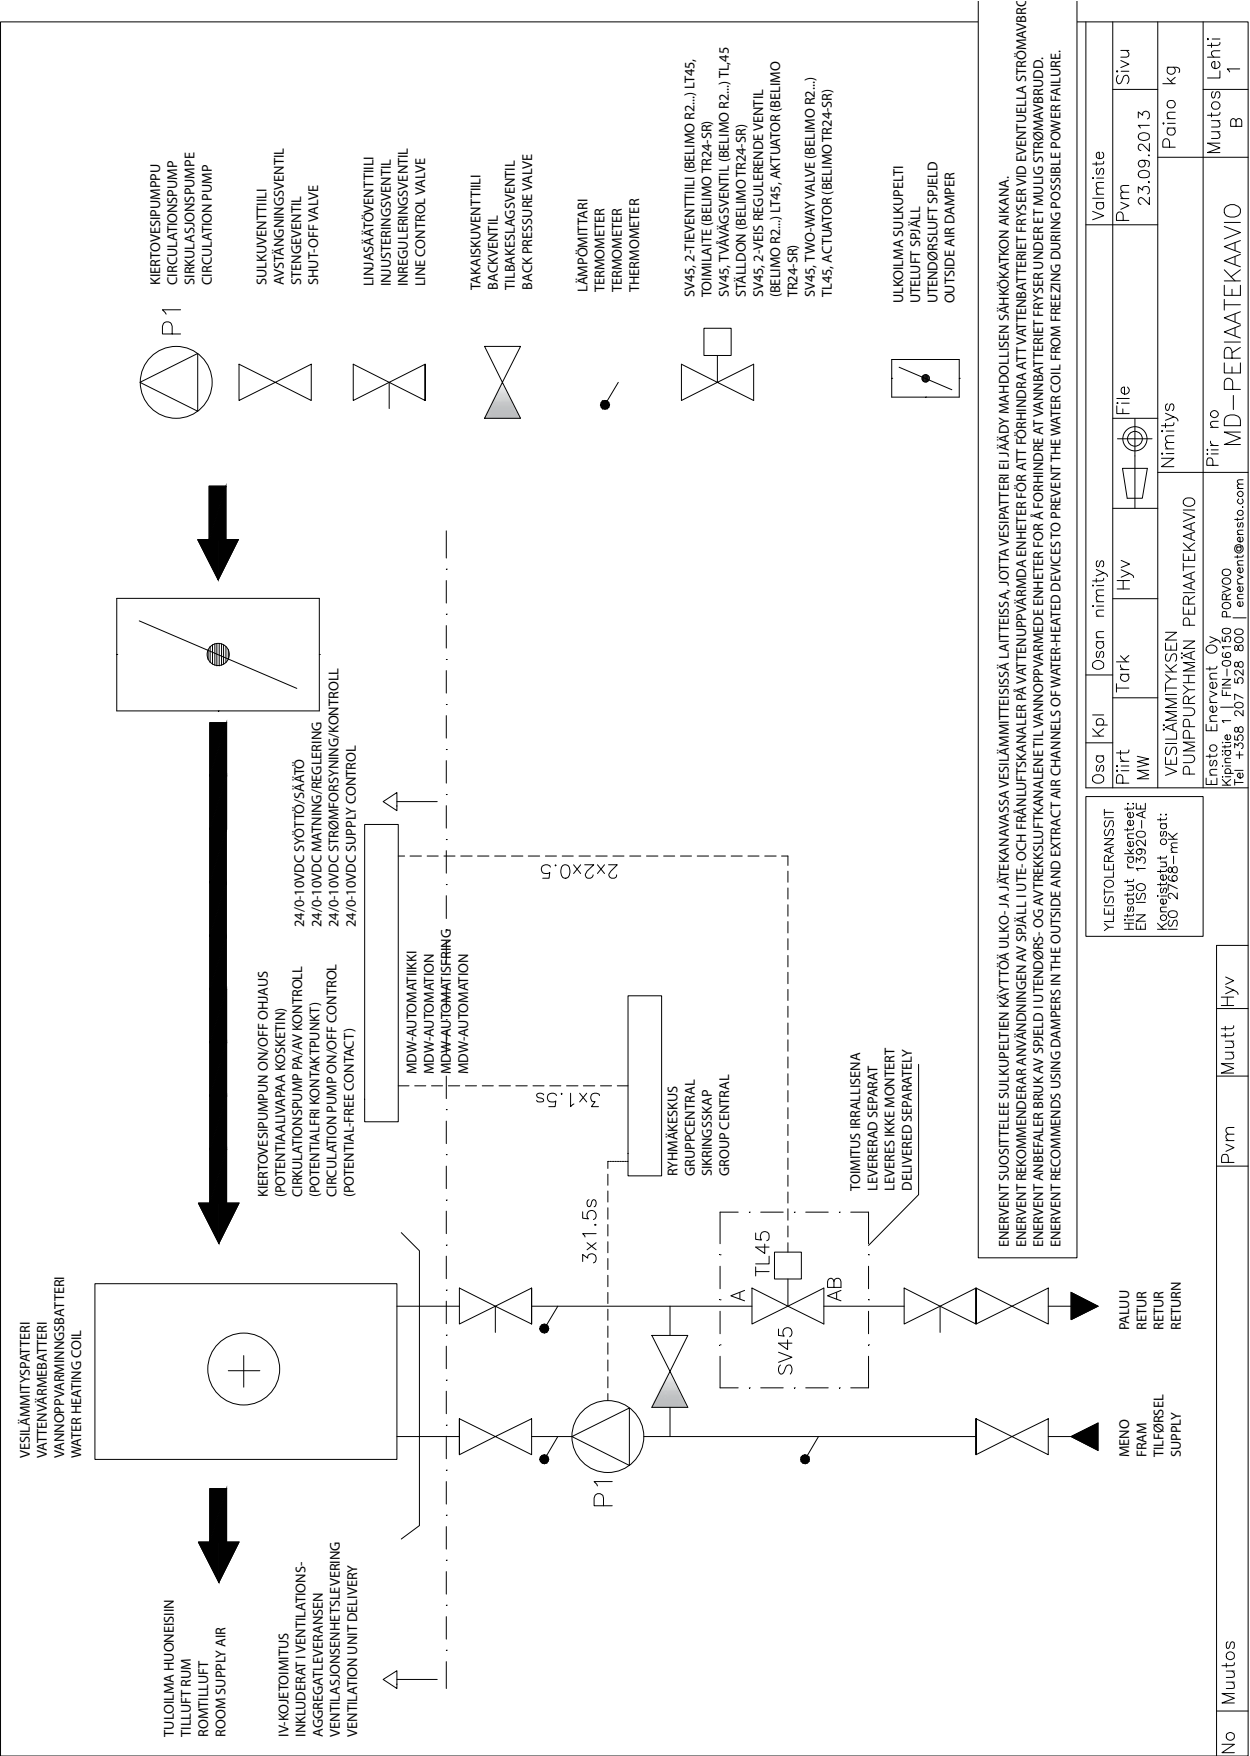 VESILÄMMITYSPATTERI
VATTENVÄRMEBATTERI
VANNOPPVARMINNGSBATTERI
WATER HEATING COIL
TULOILMA HUONEISIIN
TILLUFT RUM
ROMTILLUFT
ROOM SUPPLY AIR
IV-KOJETOIMITUS
INKLUDERAT I VENTILATIONS-
AGGREGATLEVERANSEN
VENTILASJONSENHETSLEVERING
VENTILATION UNIT DELIVERY
KIERTOVESIPUMPUN ON/OFF OHJAUS
(POTENTIAALIVAPAA KOSKETIN)
CIRKULATIONSPUMP PA/AV KONTROLL
(POTENTIALFRI KONTAKTPUNKT)
CIRCULATION PUMP ON/OFF CONTROL
(POTENTIAL-FREE CONTACT)
24/0-10VDC SYÖTTÖ/SÄÄTÖ
24/0-10VDC MATNING/REGLERING
24/0-10VDC STRØMFORSYNING/KONTROLL
24/0-10VDC SUPPLY CONTROL
MDW-AUTOMATIIKKI
MDW-AUTOMATION
MDW-AUTOMATISERING
MDW-AUTOMATION
2x2x0.5
3x1.5s
RYHMÄKESKUS
GRUPPCENTRAL
SIKRINGSSKAP
GROUP CENTRAL
3x1.5s
P1
TOIMITUS IRRALLISENA
LEVERERAD SEPARAT
LEVERES IKKE MONTERT
DELIVERED SEPARATELY
A
TL45
AB
SV45
MENO
FRAM
TILFØRSEL
SUPPLY
PALUU
RETUR
RETUR
RETURN
P1
KIERTOVESIPUMPPU
CIRCULATIONSPUMP
SIRKULASJONSPUMPE
CIRCULATION PUMP
SULKUVENTTIILI
AVSTÄNGNINGSVENTIL
STENGEVENTIL
SHUT-OFF VALVE
LINJASÄÄTÖVENTTIILI
INJUSTERINGSVENTIL
INREGULERINGSVENTIL
LINE CONTROL VALVE
TAKAISKUVENTTIILI
BACKVENTIL
TILBAKESLAGSVENTIL
BACK PRESSURE VALVE
LÄMPÖMITTARI
TERMOMETER
TERMOMETER
THERMOMETER
SV45, 2-TIEVENTTIILI (BELIMO R2...) LT45,
TOIMILAITE (BELIMO TR24-SR)
SV45, TVÅVÄGSVENTIL (BELIMO R2...) TL45
STÄLLDON (BELIMO TR24-SR)
SV45, 2-VEIS REGULERENDE VENTIL
(BELIMO R2...) LT45, AKTUATOR (BELIMO
TR24-SR)
SV45, TWO-WAY VALVE (BELIMO R2...)
TL45, ACTUATOR (BELIMO TR24-SR)
ULKOILMA SULKUPELTI
UTELUFT SPJÄLL
UTENDØRSLUFT SPJELD
OUTSIDE AIR DAMPER
ENERVENT SUOSITTELEE SULKUPELTIEN KÄYTTÖÄ ULKO- JA JÄTEKANAVASSA VESILÄMMITTEISISSÄ LAITTEISSA, JOTTA VESIPATTERI EI JÄÄDY MAHDOLLISEN SÄHKÖKATKON AIKANA.
ENERVENT REKOMMENDERAR ANVÄNDNINGEN AV SPJÄLL I UTE- OCH FRÅNLUFTSKANALER PÅ VATTENUPPVÄRMDA ENHETER FÖR ATT FÖRHINDRA ATT VATTENBATTERIET FRYSER VID EVENTUELLA STRÖMAVBRO
ENERVENT ANBEFALER BRUK AV SPJELD I UTENDØRS- OG AVTREKKSLUFTKANALENE TIL VANNOPPVARMEDE ENHETER FOR Å FORHINDRE AT VANNBATTERIET FRYSER UNDER ET MULIG STRØMAVBRUDD.
ENERVENT RECOMMENDS USING DAMPERS IN THE OUTSIDE AND EXTRACT AIR CHANNELS OF WATER-HEATED DEVICES TO PREVENT THE WATER COIL FROM FREEZING DURING POSSIBLE POWER FAILURE.
YLEISTOLERANSSIT
Hitsatut rakenteet:
EN ISO 13920-AE
Koneistetut osat:
ISO 2768-mK
Osa Kpl Osan nimitys Valmiste
Piirt Tark Hyv File Pvm Sivu
MW 23.09.2013
VESILÄMMITYKSEN
PUMPPURYHMÄN PERIAATEKAAVIO
Nimitys Paino kg
Ensto Enervent Oy
Kipinätie 1 | FIN-06150 PORVOO
Tel +358 207 528 800 | enervent@ensto.com
Piir no Muutos Lehti
MD-PERIAATEKAAVIO B 1
No Muutos Pvm Muutt Hyv